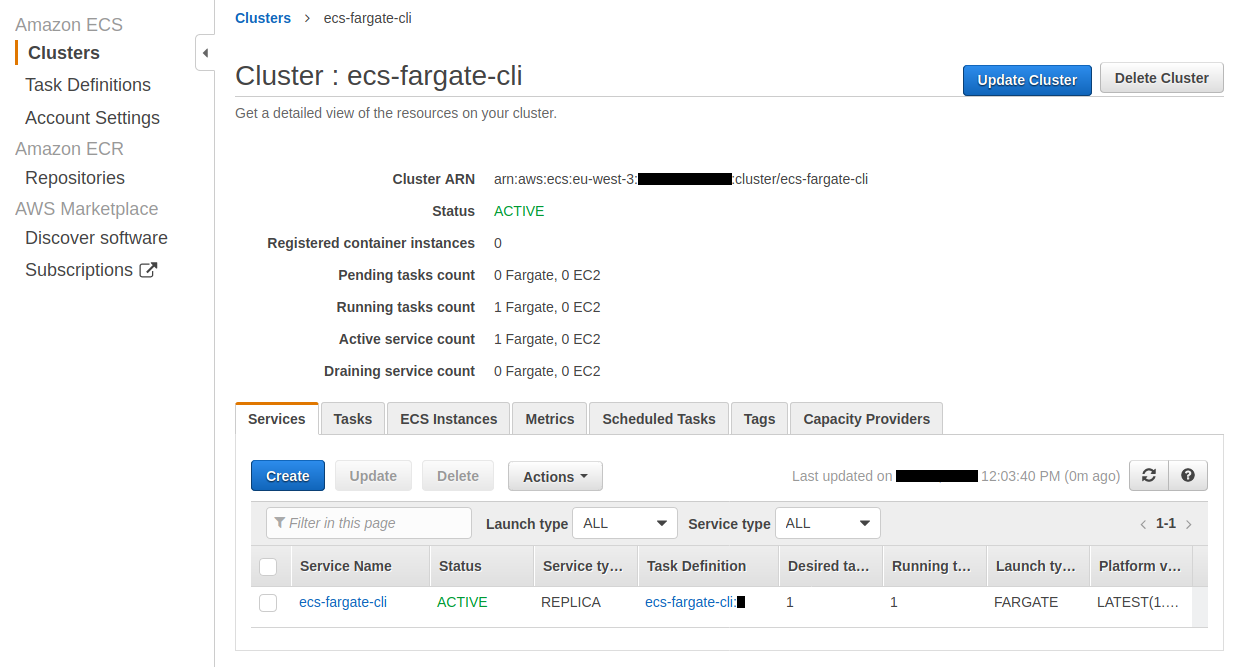 Amazon ECS
Clusters
Task Definitions
Account Settings
Amazon ECR
Repositories
AWS Marketplace
Discover software
Subscriptions
Clusters > ecs-fargate-cli
Cluster : ecs-fargate-cli
Update Cluster Delete Cluster
Get a detailed view of the resources on your cluster.
Cluster ARN arn:aws:ecs:eu-west-3: :cluster/ecs-fargate-cli
Status ACTIVE
Registered container instances 0
Pending tasks count 0 Fargate, 0 EC2
Running tasks count 1 Fargate, 0 EC2
Active service count 1 Fargate, 0 EC2
Draining service count 0 Fargate, 0 EC2
Services Tasks ECS Instances Metrics Scheduled Tasks Tags Capacity Providers
Create Update Delete Actions Last updated on 12:03:40 PM (0m ago)
Filter in this page Launch type ALL Service type ALL < 1-1 >
Service Name Status Service ty... Task Definition Desired ta... Running t... Launch ty... Platform v...
ecs-fargate-cli ACTIVE REPLICA ecs-fargate-cli: 1 1 FARGATE LATEST(1....